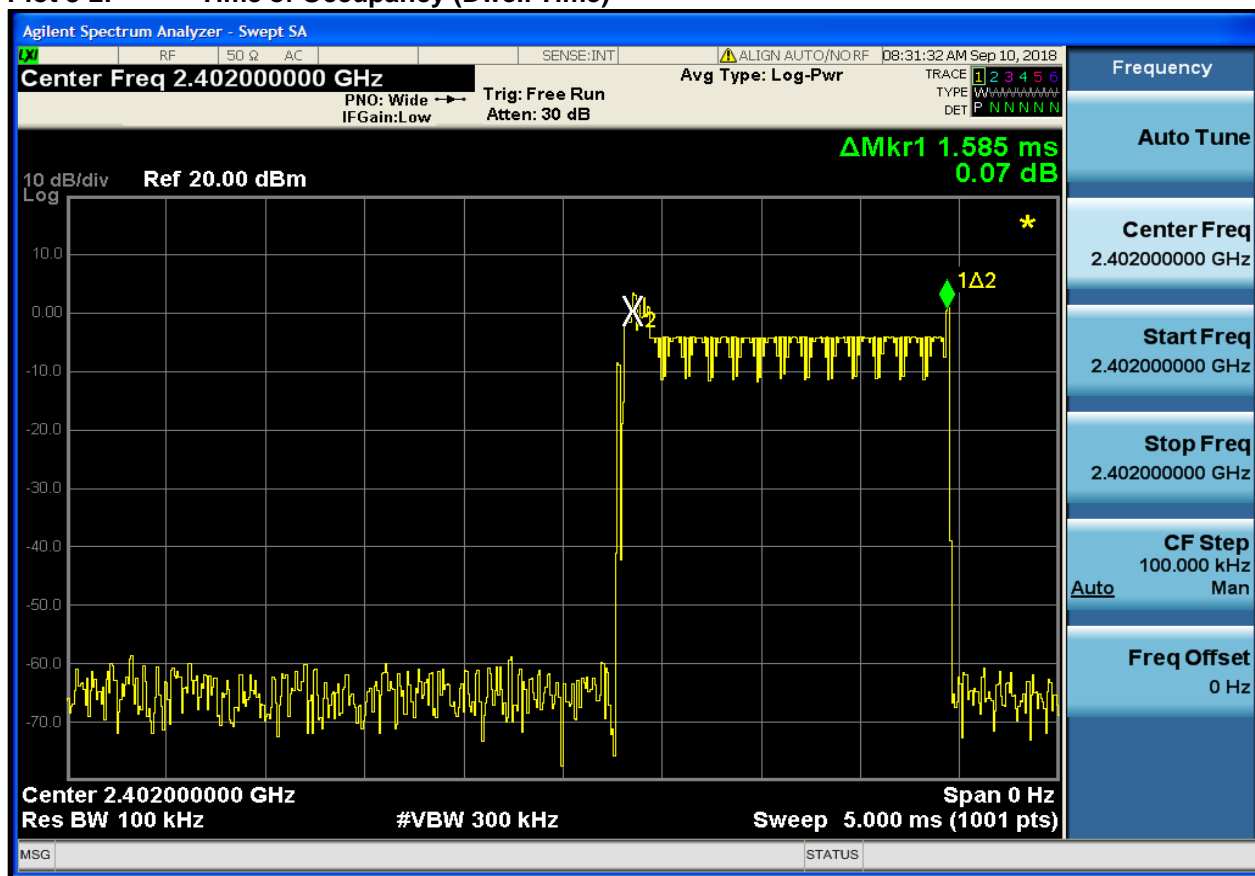 Agilent Spectrum Analyzer - Swept SA
LXI RF 50 Ω AC SENSE:INT ALIGN AUTO/NO RF 08:31:32 AM Sep 10, 2018
Center Freq 2.402000000 GHz
PNO: Wide
IFGain:Low
Trig: Free Run
Atten: 30 dB
Avg Type: Log-Pwr
TRACE 1 2 3 4 5 6
TYPE WWWWWW
DET P N N N N N
ΔMkr1 1.585 ms
0.07 dB
10 dB/div Ref 20.00 dBm
Log
10.0
0.00
-10.0
-20.0
-30.0
-40.0
-50.0
-60.0
-70.0
*
1Δ2
X2
Center 2.402000000 GHz Span 0 Hz
Res BW 100 kHz #VBW 300 kHz Sweep 5.000 ms (1001 pts)
MSG STATUS
Frequency
Auto Tune
Center Freq
2.402000000 GHz
Start Freq
2.402000000 GHz
Stop Freq
2.402000000 GHz
CF Step
100.000 kHz
Auto Man
Freq Offset
0 Hz